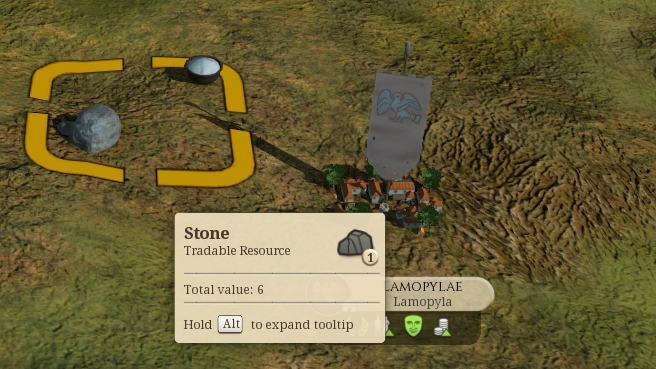 Stone
Tradable Resource
1
Total value: 6
Hold Alt to expand tooltip
LAMOPYLAE
Lamopyla